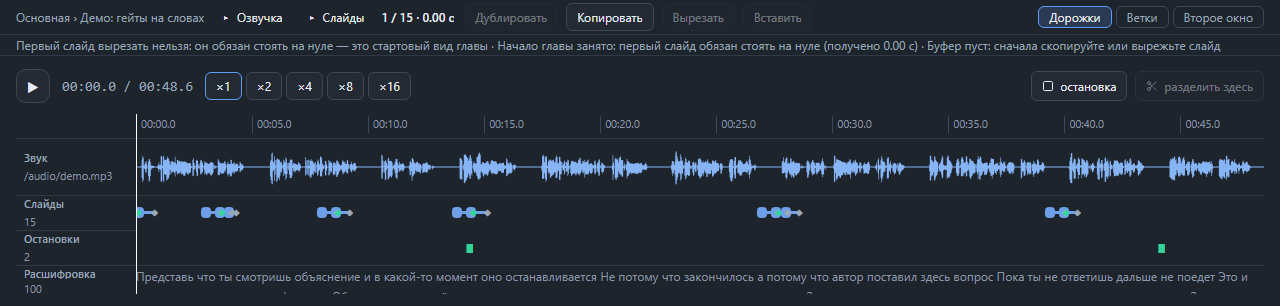 Основная › Демо: гейты на словах ▸ Озвучка ▸ Слайды 1 / 15 · 0.00 с Дублировать Копировать Вырезать Вставить Дорожки Ветки Второе окно
Первый слайд вырезать нельзя: он обязан стоять на нуле — это стартовый вид главы · Начало главы занято: первый слайд обязан стоять на нуле (получено 0.00 с) · Буфер пуст: сначала скопируйте или вырежьте слайд
▶ 00:00.0 / 00:48.6 ×1 ×2 ×4 ×8 ×16 остановка разделить здесь
00:00.0 00:05.0 00:10.0 00:15.0 00:20.0 00:25.0 00:30.0 00:35.0 00:40.0 00:45.0
Звук
/audio/demo.mp3
Слайды
15
Остановки
2
Расшифровка
100
Представь что ты смотришь объяснение и в какой-то момент оно останавливается Не потому что закончилось а потому что автор поставил здесь вопрос Пока ты не ответишь дальше не поедет Это и